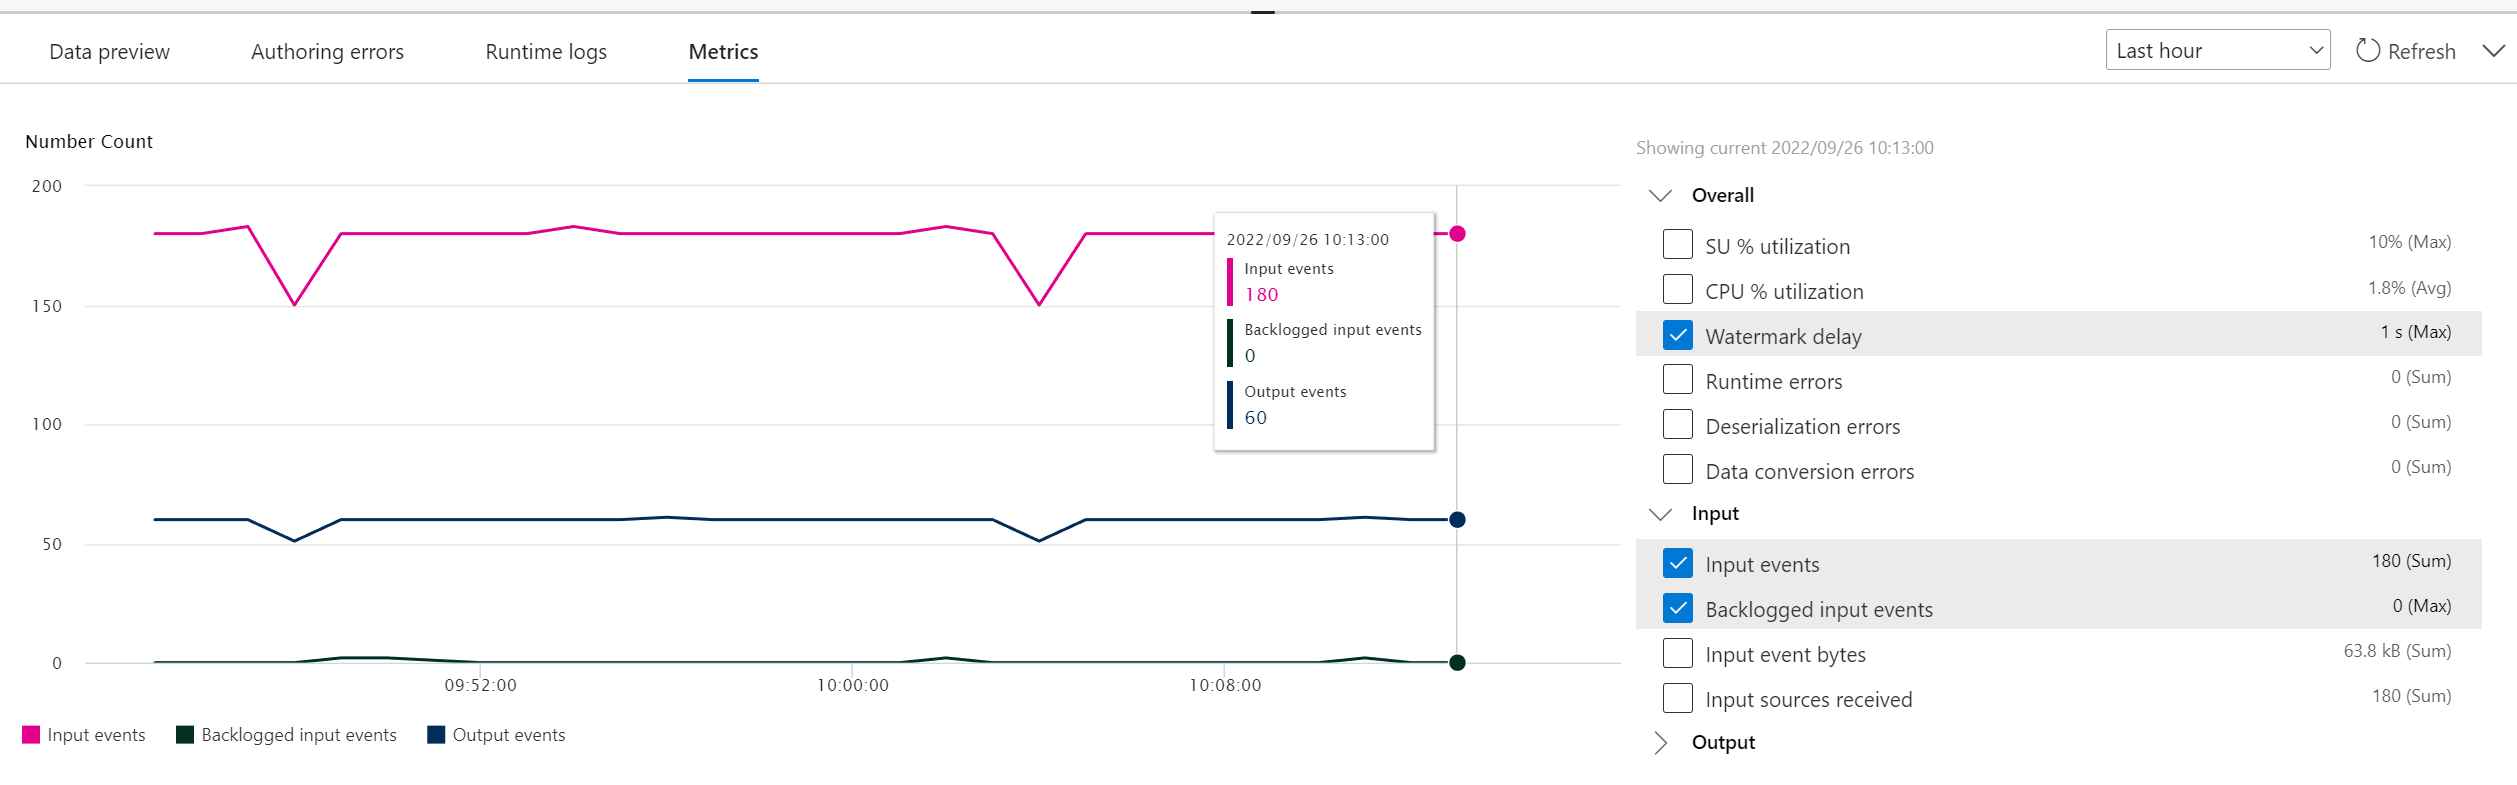 Data preview
Authoring errors
Runtime logs
Metrics
Last hour
Refresh
Number Count
200
150
100
50
0
09:52:00
10:00:00
10:08:00
2022/09/26 10:13:00
Input events
180
Backlogged input events
0
Output events
60
Input events
Backlogged input events
Output events
Showing current 2022/09/26 10:13:00
Overall
SU % utilization 10% (Max)
CPU % utilization 1.8% (Avg)
Watermark delay 1 s (Max)
Runtime errors 0 (Sum)
Deserialization errors 0 (Sum)
Data conversion errors 0 (Sum)
Input
Input events 180 (Sum)
Backlogged input events 0 (Max)
Input event bytes 63.8 kB (Sum)
Input sources received 180 (Sum)
Output